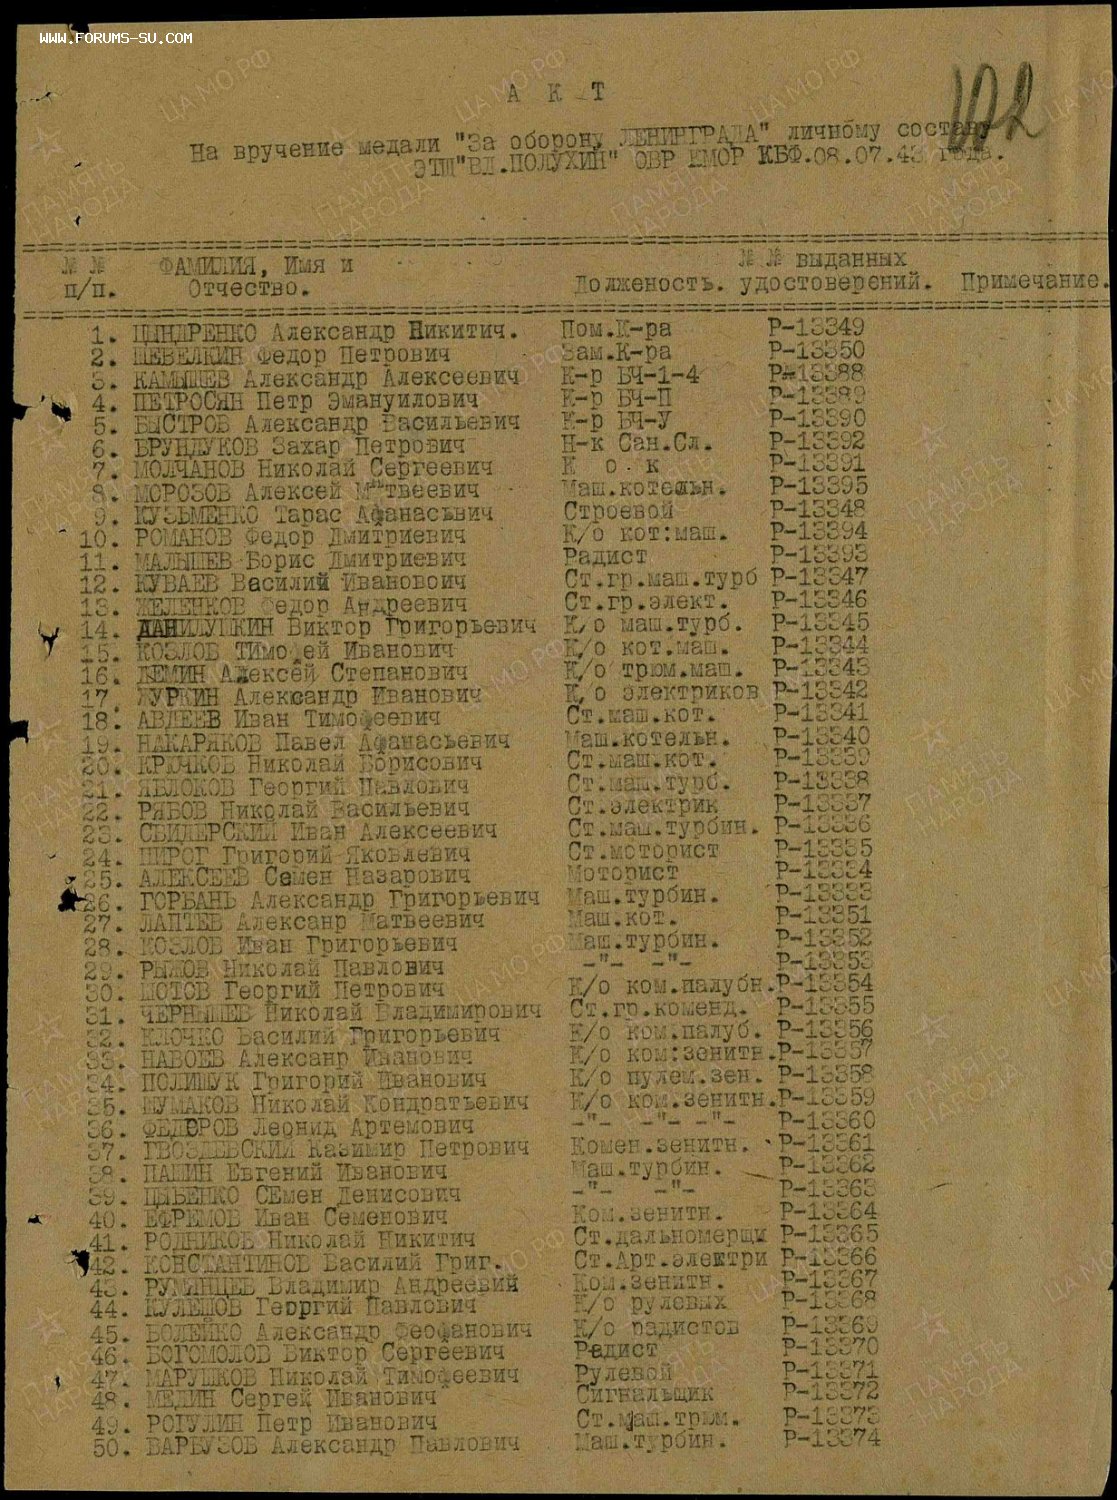 WWW.FORUMS-SU.COM
А К Т
На вручение медали "За оборону ЛЕНИНГРАДА" личному составу
ЭТЩ"ВЛ.ПОЛУХИН" ОВР КМОР КБФ.08.07.43 года.
№ № ФАМИЛИЯ, Имя и № № выданных
п/п. Отчество. Долженость. удостоверений. Примечание.
1. ЦЫНДРЕНКО Александр Никитич. Пом.К-ра Р-13349
2. ШЕВЕЛКИН Федор Петрович Зам.К-ра Р-13350
3. КАМЫШЕВ Александр Алексеевич К-р БЧ-1-4 Р-13388
4. ПЕТРОСЯН Петр Эмануилович К-р БЧ-П Р-13389
5. БЫСТРОВ Александр Васильевич К-р БЧ-У Р-13390
6. БРУНДУКОВ Захар Петрович Н-к Сан.Сл. Р-13392
7. МОЛЧАНОВ Николай Сергеевич К о к Р-13391
8. МОРОЗОВ Алексей Матвеевич Маш.котельн. Р-13395
9. КУЗЬМЕНКО Тарас Афанасьвич Строевой Р-13348
10. РОМАНОВ Федор Дмитриевич К/о кот:маш. Р-13394
11. МАЛЫШЕВ Борис Дмитриевич Радист Р-13393
12. КУВАЕВ Василий Ивановоич Ст.гр.маш.турб Р-13347
13. ЖЕЛЕНКОВ Федор Андреевич Ст.гр.элект. Р-13346
14. ДАНИЛУШКИН Виктор Григорьевич К/о маш.турб. Р-13345
15. КОЗЛОВ ТИмофей Иванович К/о кот.маш. Р-13344
16. ДЕМИН Алексей Степанович К/о трюм.маш. Р-13343
17. ЖУРКИН Александр Иванович К/о электриков Р-13342
18. АВДЕЕВ Иван Тимофеевич Ст.маш.кот. Р-13341
19. НАКАРЯКОВ Павел Афанасьевич Маш.котельн. Р-13340
20. КРЮЧКОВ Николай Борисович Ст.маш.кот. Р-13339
21. ЯБЛОКОВ Георгий Павлович Ст.маш.турб. Р-13338
22. РЯБОВ Николай Васильевич Ст.электрик Р-13337
23. СВИДЕРСКИЙ Иван Алексеевич Ст.маш.турбин. Р-13336
24. ПИРОГ Григорий Яковлевич Ст.моторист Р-13335
25. АЛЕКСЕЕВ Семен Назарович Моторист Р-13334
26. ГОРБАНЬ Александр Григорьевич Маш.турбин. Р-13333
27. ЛАПТЕВ Алексанр Матвеевич Маш.кот. Р-13351
28. КОЗЛОВ Иван Григорьевич Маш.турбин. Р-13352
29. РЫЖОВ Николай Павлович -"- -"- Р-13353
30. ШОТОВ Георгий Петрович К/о ком.палубн. Р-13354
31. ЧЕРНЫШЕВ Николай Владимирович Ст.гр.коменд. Р-13355
32. КЛОЧКО Василий Григорьевич К/о ком.палуб. Р-13356
33. НАБОЕВ Алексанр Иванович К/о ком:зенитн. Р-13357
34. ПОЛИЩУК Григорий Иванович К/о пулем.зен. Р-13358
35. ШУМАКОВ Николай Кондратьевич К/о ком.зенитн. Р-13359
36. ФЕДОРОВ Леонид Артемович -"- -"- -"- Р-13360
37. ГВОЗДЕВСКИЙ Казимир Петрович Комен.зенитн. Р-13361
38. ПАШИН Евгений Иванович Маш.турбин. Р-13362
39. ЦЫБЕНКО СЕмен Денисович -"- -"- Р-13363
40. ЕФРЕМОВ Иван Семенович Ком.зенитн. Р-13364
41. РОДНИКОВ Николай Никитич Ст.дальномерщи Р-13365
42. КОНСТАНТИНОВ Василий Григ. Ст.Арт.электри Р-13366
43. РУМЯНЦЕВ Владимир Андреевий Ком.зенитн. Р-13367
44. КУЛЕШОВ Георгий Павлович К/о рулевых Р-13368
45. БОЛЕЙКО Александр Феофанович К/о радистов Р-13369
46. БОГОМОЛОВ Виктор Сергеевич Радист Р-13370
47. МАРУШКОВ Николай Тимофеевич Рулевой Р-13371
48. МЕДИН Сергей Иванович Сигнальщик Р-13372
49. РОГУЛИН Петр Иванович Ст.маш.трюм. Р-13373
50. БАРБУЗОВ Александр Павлович Маш.турбин. Р-13374